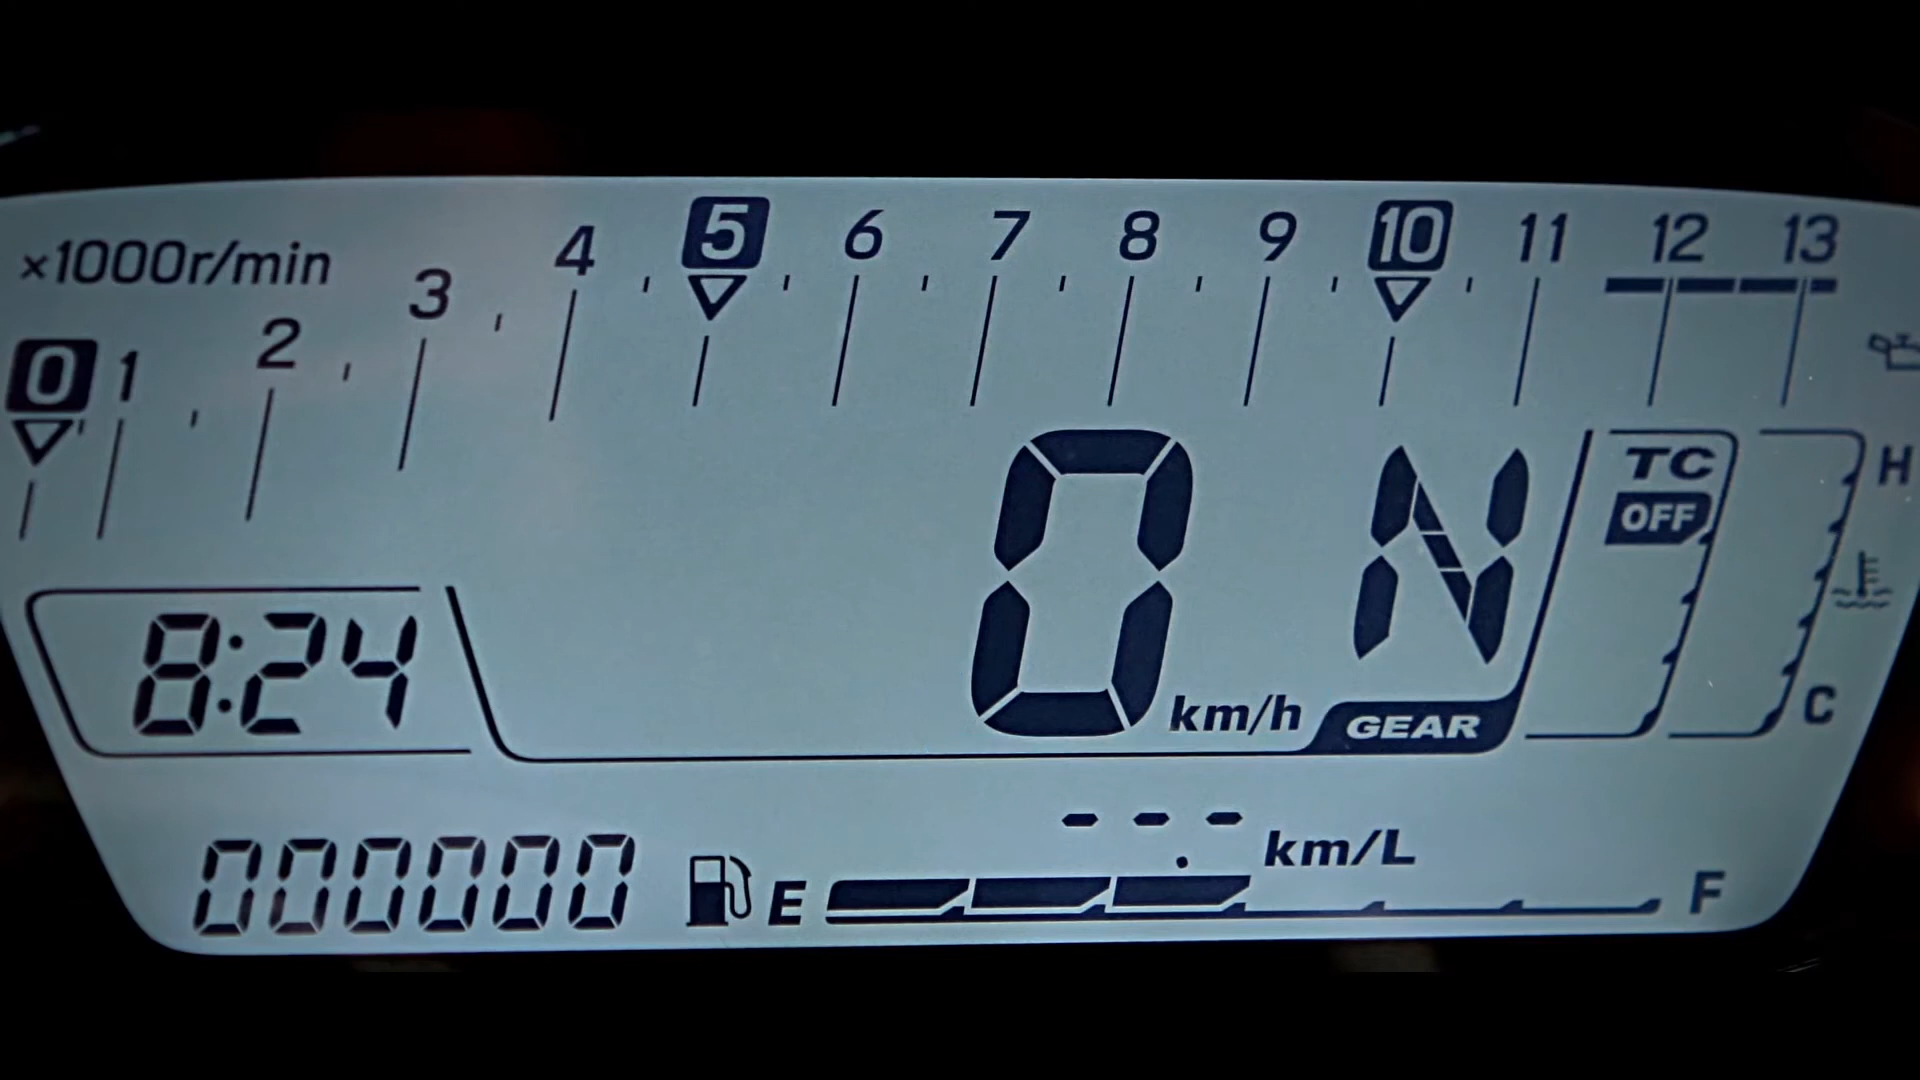 ×1000r/min
0 1 2 3 4 5 6 7 8 9 10 11 12 13
TC
OFF
H
8:24
0 km/h
N
GEAR
C
--.- km/L
000000
E F